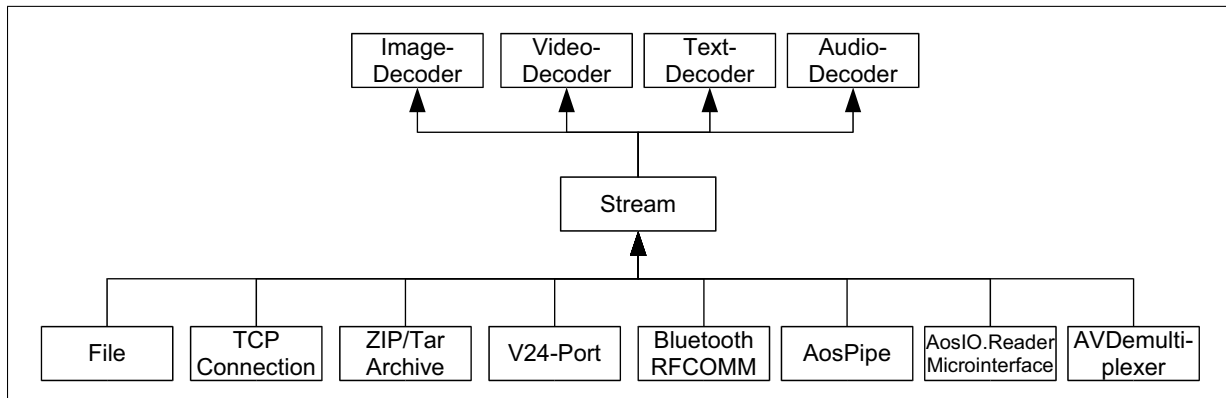 Image-
Decoder
Video-
Decoder
Text-
Decoder
Audio-
Decoder
Stream
File
TCP
Connection
ZIP/Tar
Archive
V24-Port
Bluetooth
RFCOMM
AosPipe
AosIO.Reader
Microinterface
AVDemulti-
plexer